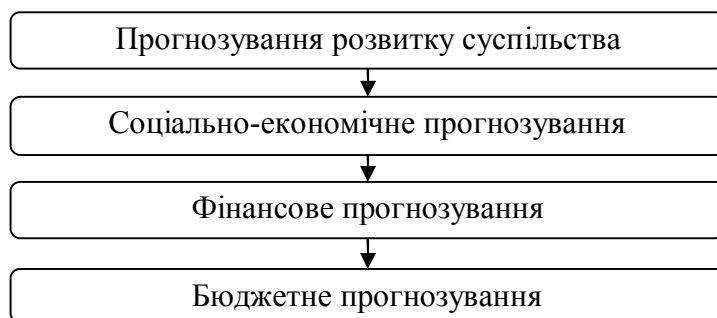 Прогнозування розвитку суспільства
Соціально-економічне прогнозування
Фінансове прогнозування
Бюджетне прогнозування